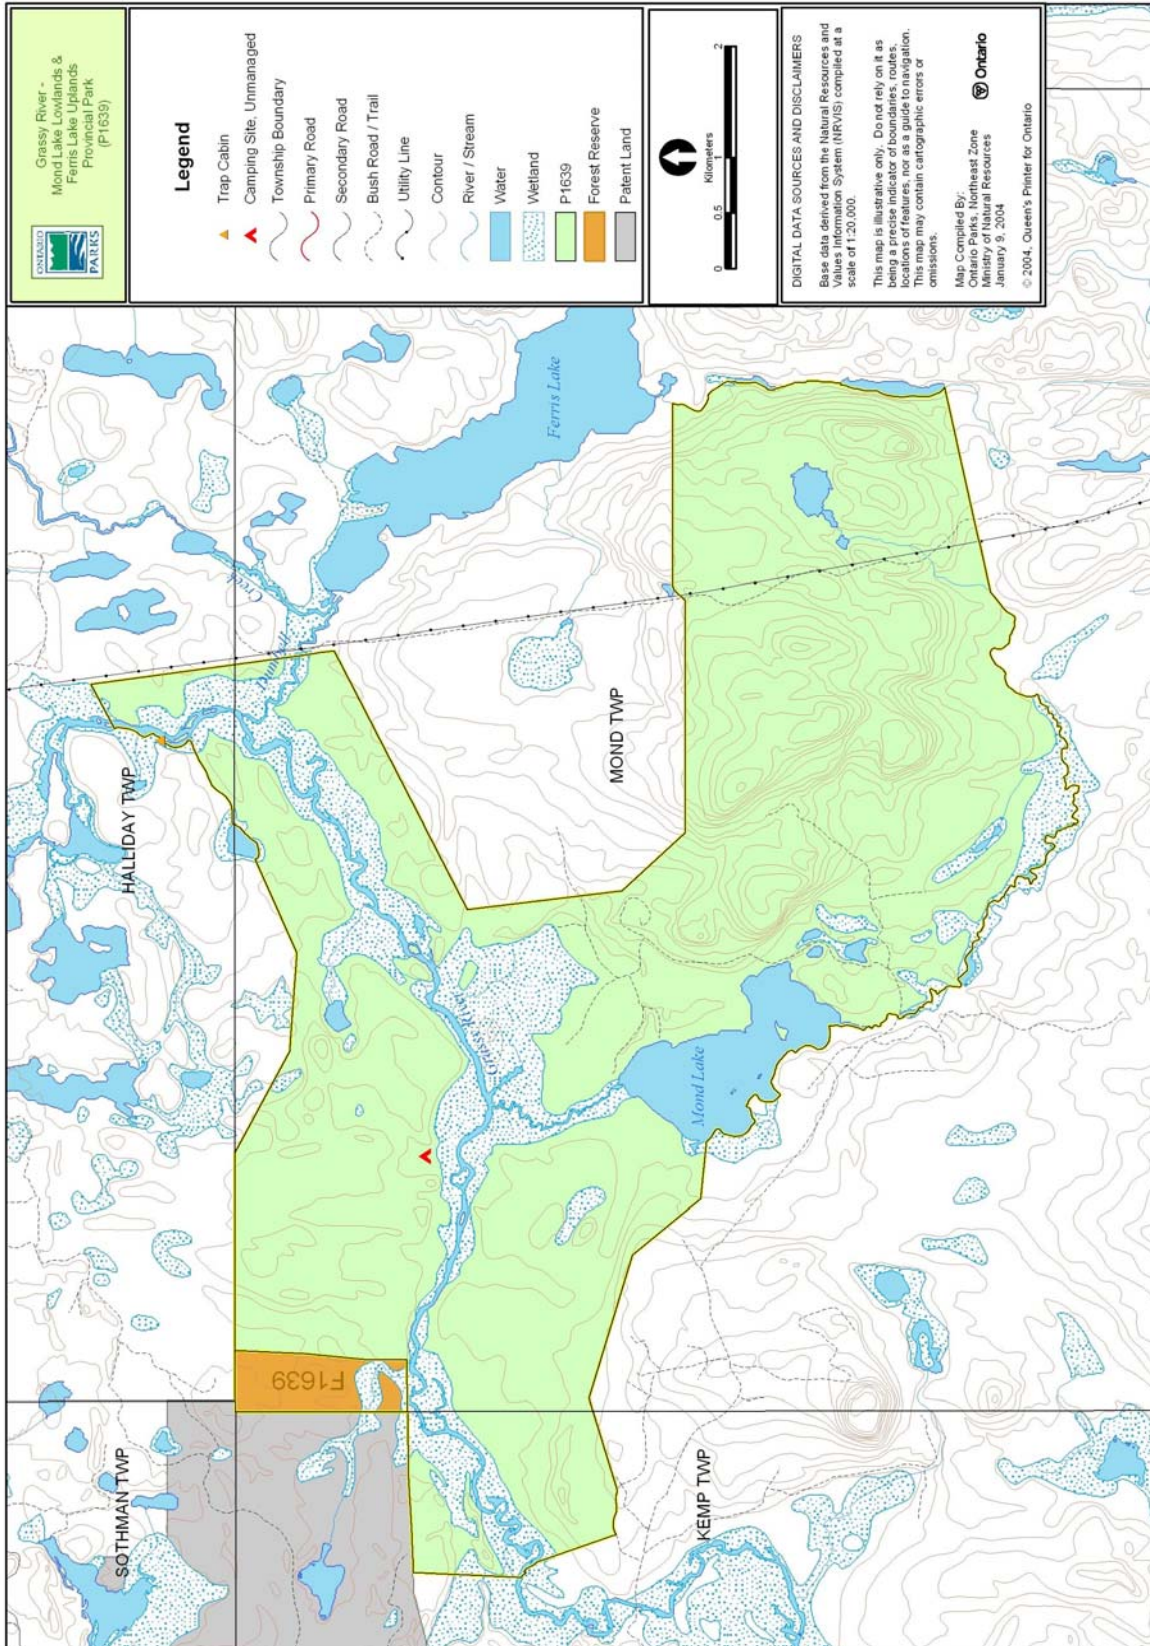 ONTARIO
PARKS
Grassy River -
Mond Lake Lowlands &
Ferris Lake Uplands
Provincial Park
(P1639)
Legend
Trap Cabin
Camping Site, Unmanaged
Township Boundary
Primary Road
Secondary Road
Bush Road / Trail
Utility Line
Contour
River / Stream
Water
Wetland
P1639
Forest Reserve
Patent Land
0 0.5 1 2
Kilometers
DIGITAL DATA SOURCES AND DISCLAIMERS
Base data derived from the Natural Resources and
Values Information System (NRVIS) compiled at a
scale of 1:20,000.
This map is illustrative only. Do not rely on it as
being a precise indicator of boundaries, routes,
locations of features, nor as a guide to navigation.
This map may contain cartographic errors or
omissions.
Map Compiled By:
Ontario Parks, Northeast Zone
Ministry of Natural Resources
January 9, 2004
Ontario
© 2004, Queen's Printer for Ontario
SOTHMAN TWP
HALLIDAY TWP
F1639
Creek
Grassy River
Ferris Lake
MOND TWP
Mond Lake
KEMP TWP